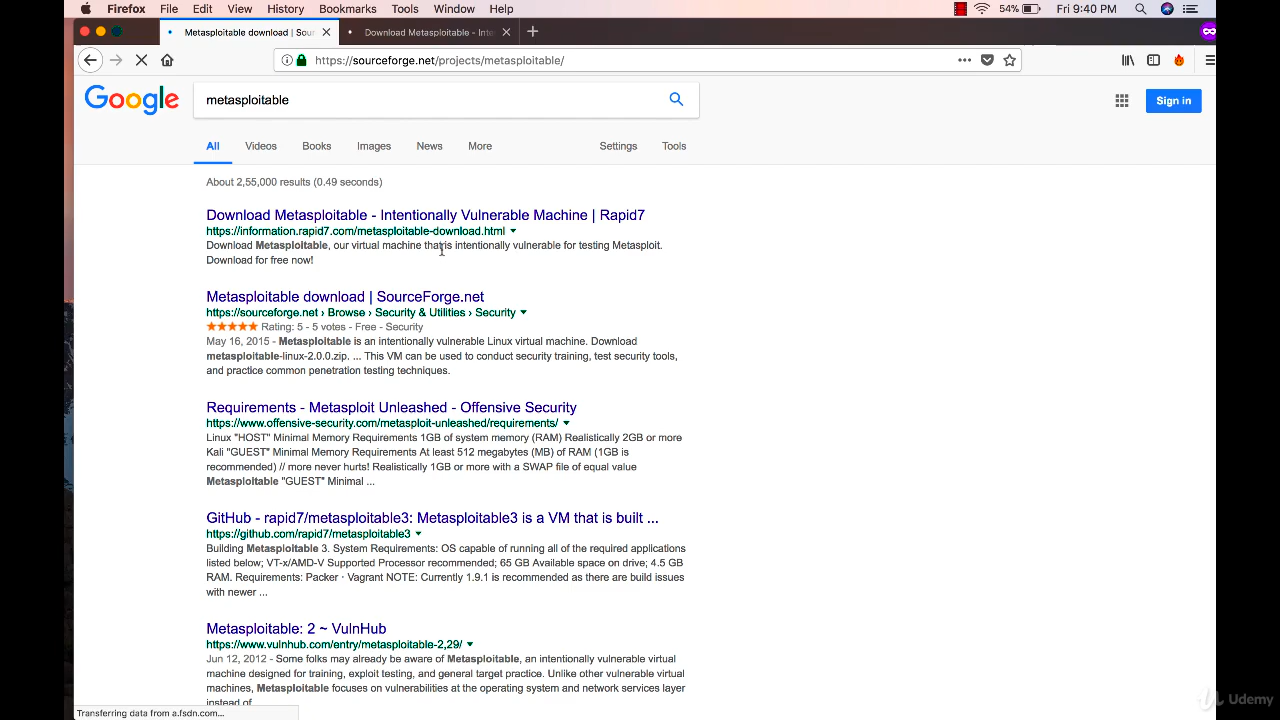 Firefox File Edit View History Bookmarks Tools Window Help 54% Fri 9:40 PM
Metasploitable download | Sour Download Metasploitable - Inte
https://sourceforge.net/projects/metasploitable/
Google metasploitable Sign in
All Videos Books Images News More Settings Tools
About 2,55,000 results (0.49 seconds)
Download Metasploitable - Intentionally Vulnerable Machine | Rapid7
https://information.rapid7.com/metasploitable-download.html
Download Metasploitable, our virtual machine that is intentionally vulnerable for testing Metasploit.
Download for free now!
Metasploitable download | SourceForge.net
https://sourceforge.net › Browse › Security & Utilities › Security
Rating: 5 - 5 votes - Free - Security
May 16, 2015 - Metasploitable is an intentionally vulnerable Linux virtual machine. Download
metasploitable-linux-2.0.0.zip. ... This VM can be used to conduct security training, test security tools,
and practice common penetration testing techniques.
Requirements - Metasploit Unleashed - Offensive Security
https://www.offensive-security.com/metasploit-unleashed/requirements/
Linux "HOST" Minimal Memory Requirements 1GB of system memory (RAM) Realistically 2GB or more
Kali "GUEST" Minimal Memory Requirements At least 512 megabytes (MB) of RAM (1GB is
recommended) // more never hurts! Realistically 1GB or more with a SWAP file of equal value
Metasploitable "GUEST" Minimal ...
GitHub - rapid7/metasploitable3: Metasploitable3 is a VM that is built ...
https://github.com/rapid7/metasploitable3
Building Metasploitable 3. System Requirements: OS capable of running all of the required applications
listed below; VT-x/AMD-V Supported Processor recommended; 65 GB Available space on drive; 4.5 GB
RAM. Requirements: Packer · Vagrant NOTE: Currently 1.9.1 is recommended as there are build issues
with newer ...
Metasploitable: 2 ~ VulnHub
https://www.vulnhub.com/entry/metasploitable-2,29/
Jun 12, 2012 - Some folks may already be aware of Metasploitable, an intentionally vulnerable virtual
machine designed for training, exploit testing, and general target practice. Unlike other vulnerable virtual
machines, Metasploitable focuses on vulnerabilities at the operating system and network services layer
instead of
Transferring data from a.fsdn.com...
Udemy